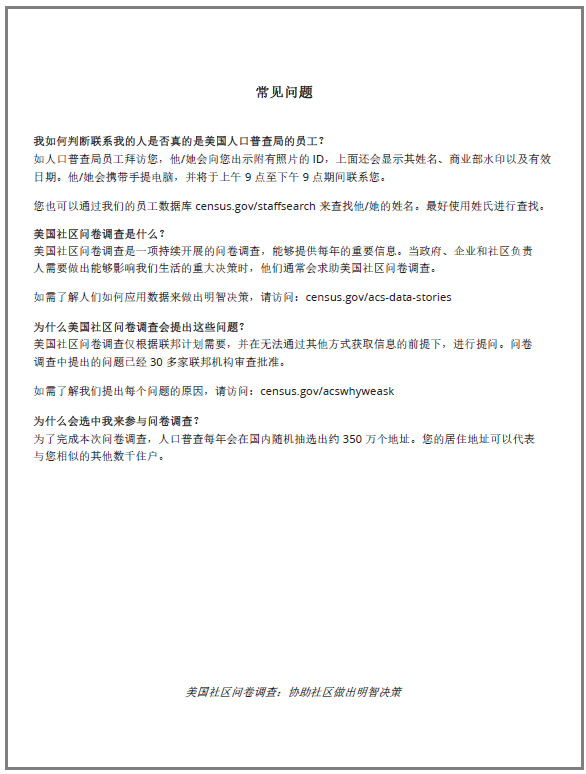 常见问题
我如何判断联系我的人是否真的是美国人口普查局的员工？
如人口普查局员工拜访您，他/她会向您出示附有照片的 ID，上面还会显示其姓名、商业部水印以及有效
日期。他/她会携带手提电脑，并将于上午 9 点至下午 9 点期间联系您。
您也可以通过我们的员工数据库 census.gov/staffsearch 来查找他/她的姓名。最好使用姓氏进行查找。
美国社区问卷调查是什么？
美国社区问卷调查是一项持续开展的问卷调查，能够提供每年的重要信息。当政府、企业和社区负责
人需要做出能够影响我们生活的重大决策时，他们通常会求助美国社区问卷调查。
如需了解人们如何应用数据来做出明智决策，请访问：census.gov/acs-data-stories
为什么美国社区问卷调查会提出这些问题？
美国社区问卷调查仅根据联邦计划需要，并在无法通过其他方式获取信息的前提下，进行提问。问卷
调查中提出的问题已经 30 多家联邦机构审查批准。
如需了解我们提出每个问题的原因，请访问：census.gov/acswhyweask
为什么会选中我来参与问卷调查？
为了完成本次问卷调查，人口普查每年会在国内随机抽选出约 350 万个地址。您的居住地址可以代表
与您相似的其他数千住户。
美国社区问卷调查：协助社区做出明智决策